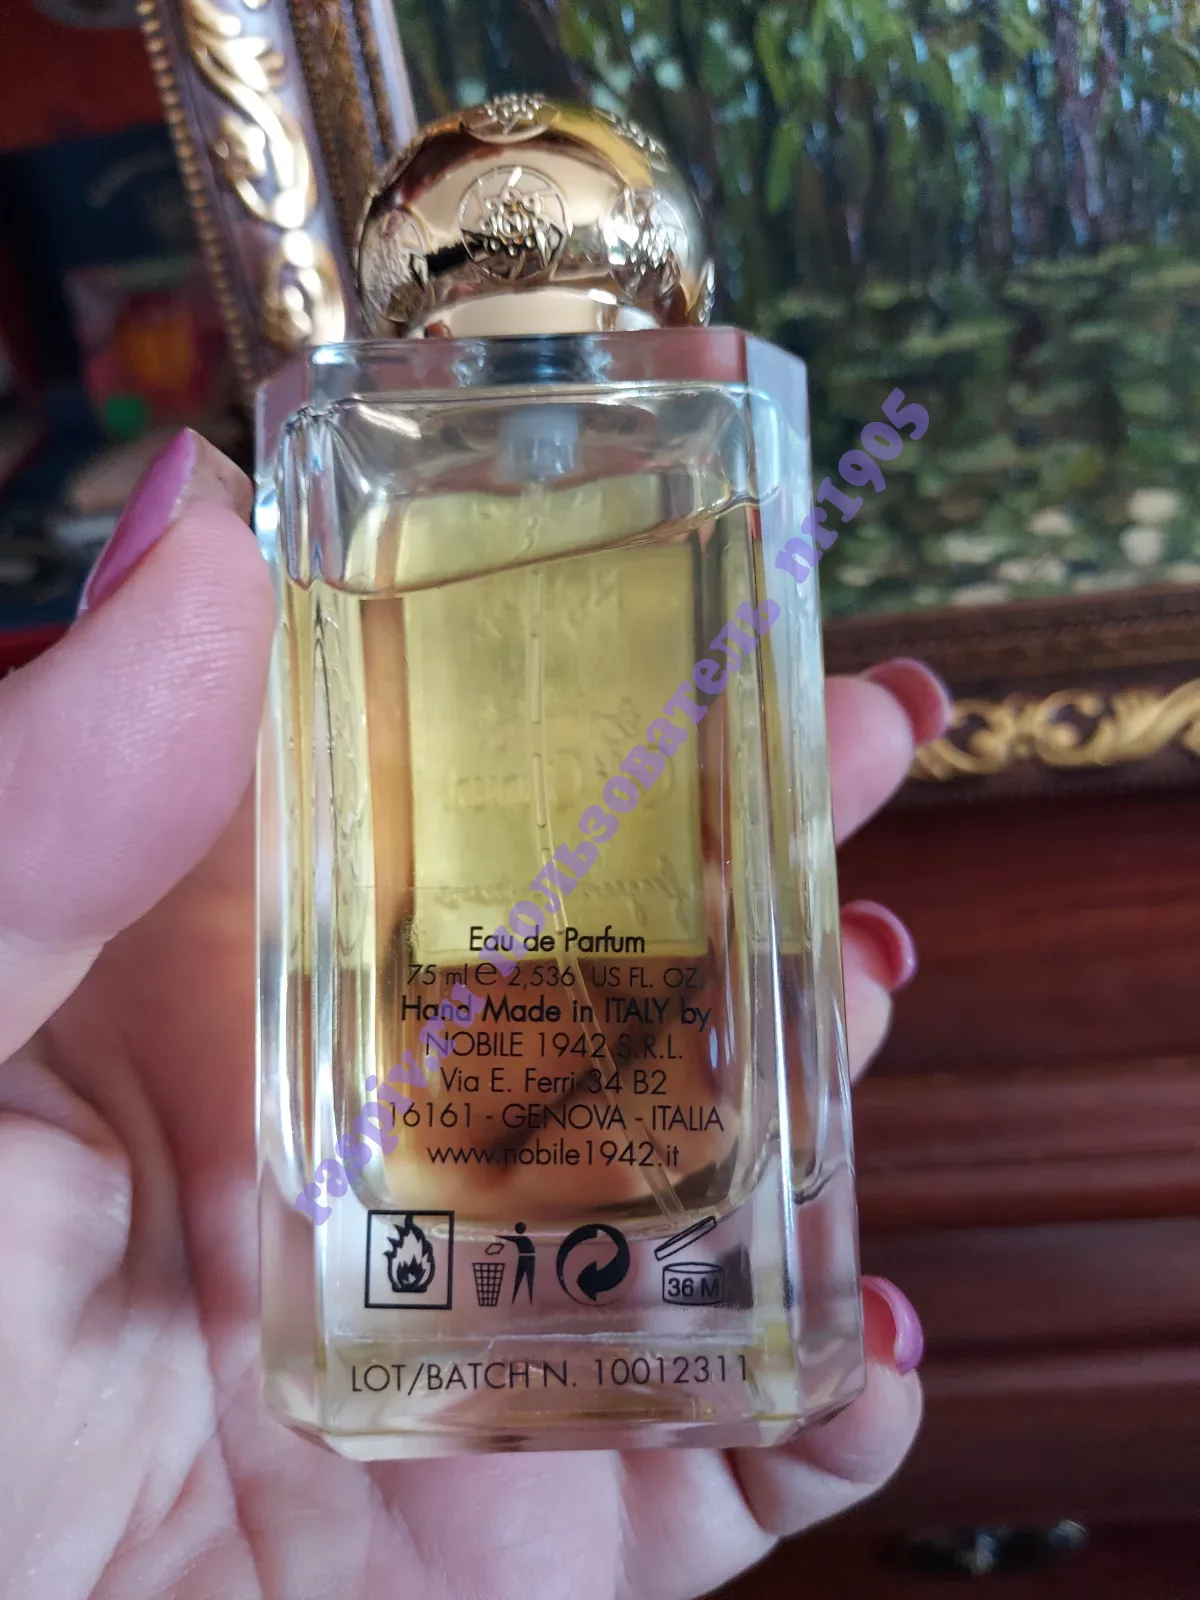 Eau de Parfum
75 ml e 2,536 US FL. OZ
Hand Made in ITALY by
NOBILE 1942 S.R.L.
Via E. Ferri 34 B2
16161 - GENOVA - ITALIA
www.nobile1942.it
36 M
LOT/BATCH N. 10012311
raspiv.ru пользователь nri905